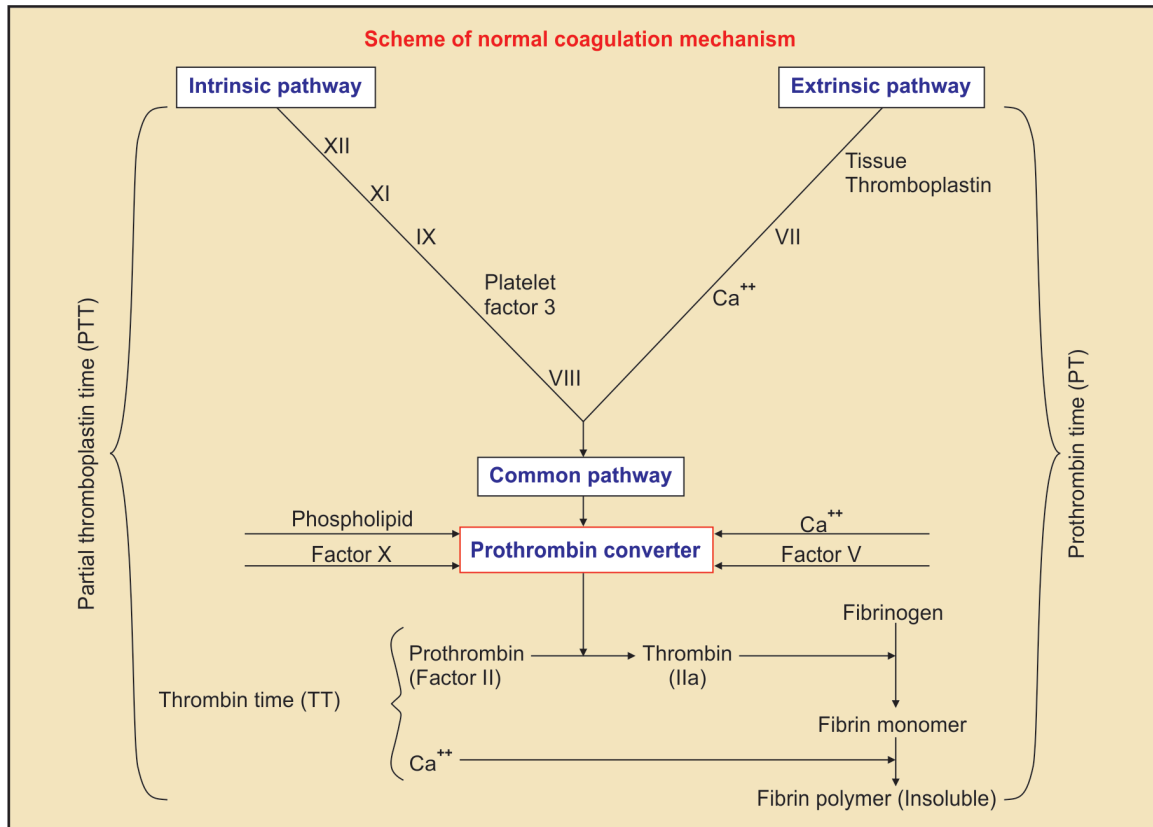 Scheme of normal coagulation mechanism
Intrinsic pathway
Extrinsic pathway
XII
XI
IX
Platelet
factor 3
VIII
Tissue
Thromboplastin
VII
Ca++
Partial thromboplastin time (PTT)
Prothrombin time (PT)
Common pathway
Phospholipid
Ca++
Prothrombin converter
Factor X
Factor V
Fibrinogen
Prothrombin
(Factor II)
Thrombin
(IIa)
Thrombin time (TT)
Fibrin monomer
Ca++
Fibrin polymer (Insoluble)